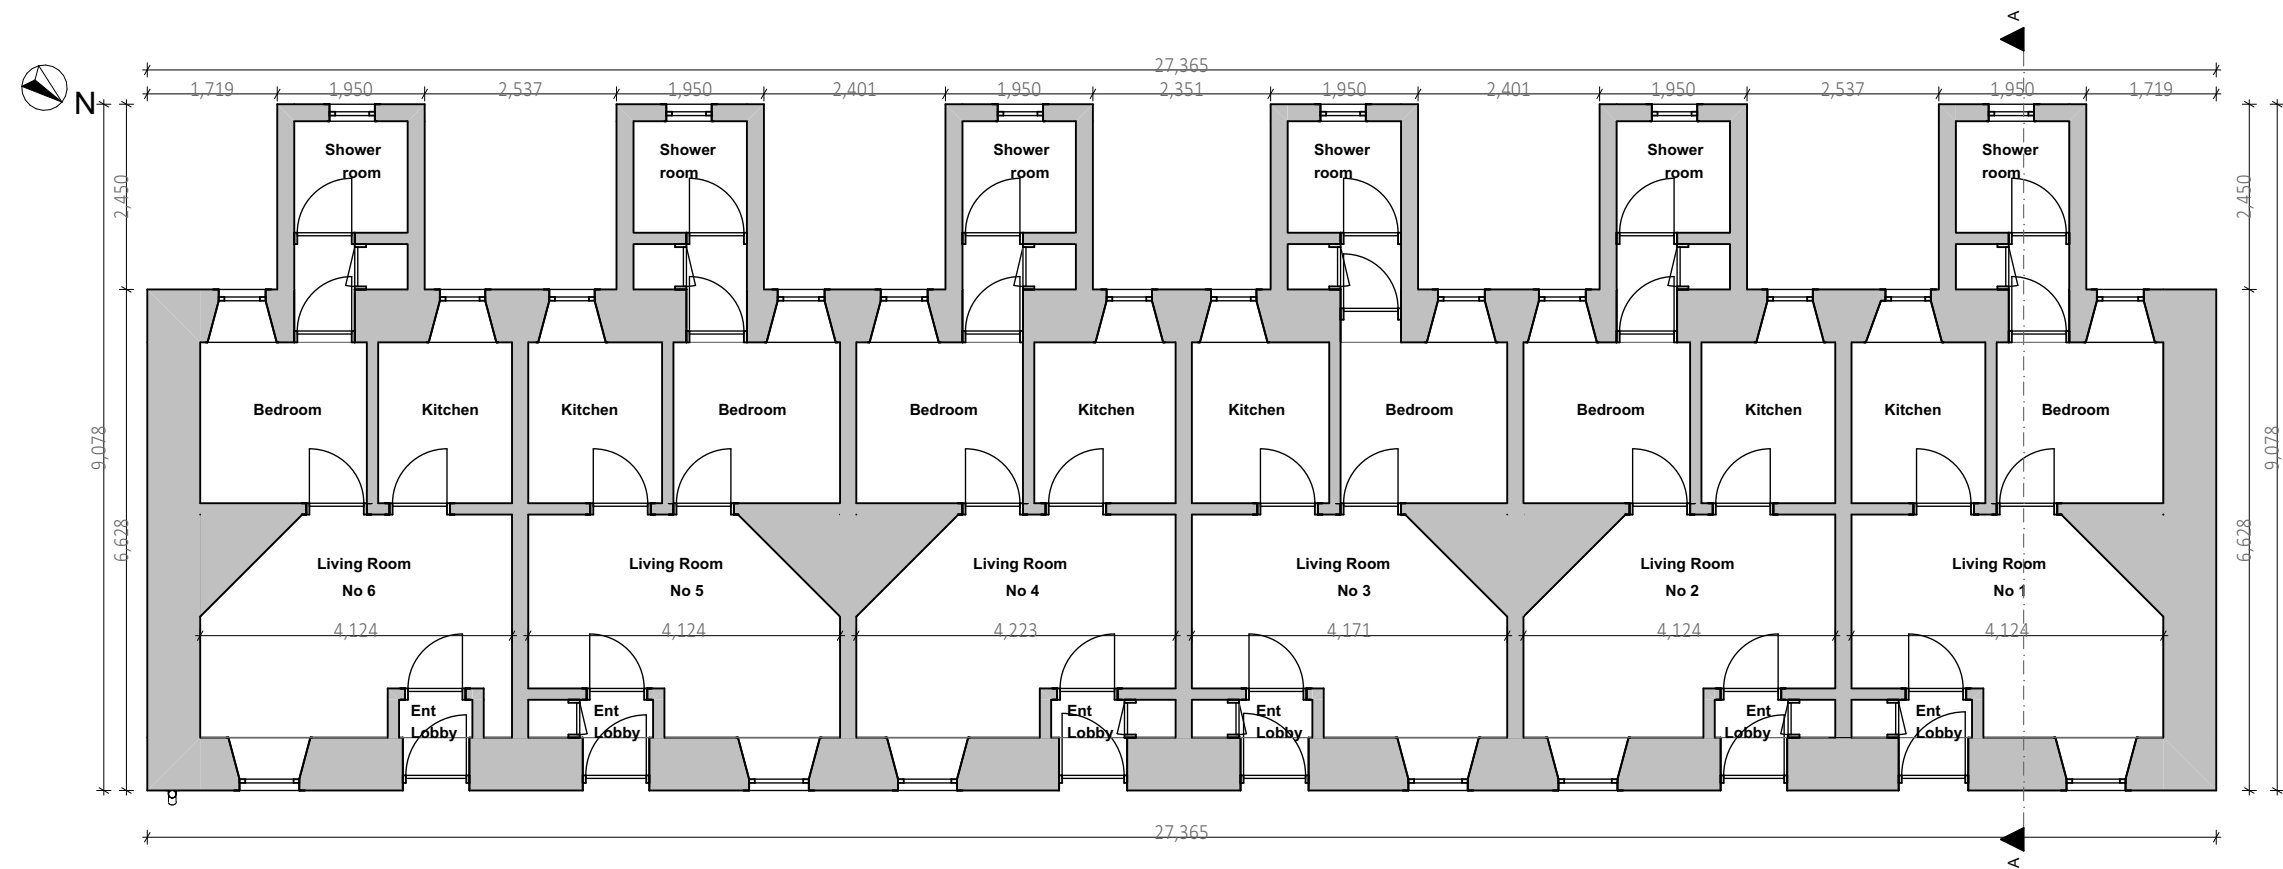 A
27,365
1,719 1,950 2,537 1,950 2,401 1,950 2,351 1,950 2,401 1,950 2,537 1,950 1,719
N
Shower Shower Shower Shower Shower Shower
room room room room room room
2,450 2,450
Bedroom Kitchen Kitchen Bedroom Bedroom Kitchen Kitchen Bedroom Bedroom Kitchen Kitchen Bedroom
9,078 9,078
6,628 6,628
Living Room Living Room Living Room Living Room Living Room Living Room
No 6 No 5 No 4 No 3 No 2 No 1
4,124 4,124 4,223 4,171 4,124 4,124
Ent Ent Ent Ent Ent Ent
Lobby Lobby Lobby Lobby Lobby Lobby
27,365
A